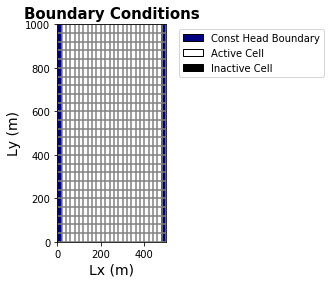 Boundary Conditions
Const Head Boundary
Active Cell
Inactive Cell
1000
800
600
400
200
0
Ly (m)
0 200 400
Lx (m)